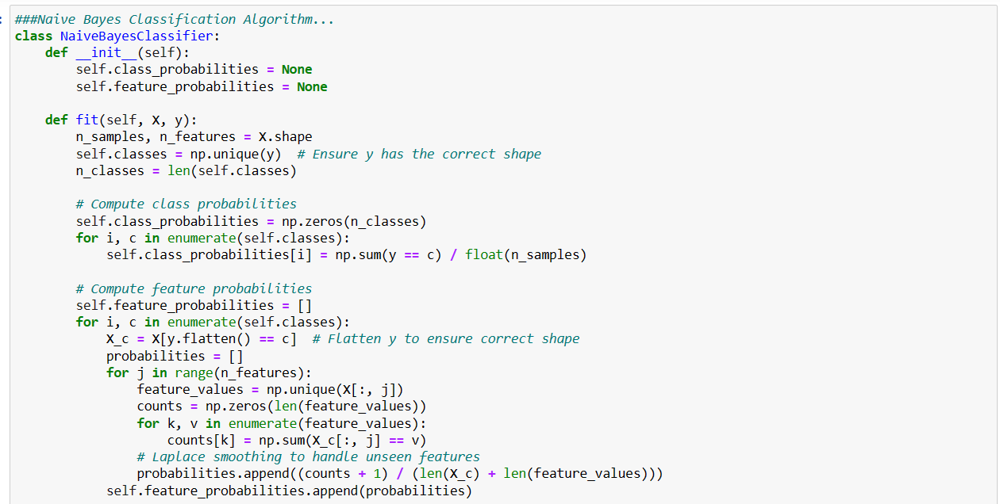 ###Naive Bayes Classification Algorithm...
class NaiveBayesClassifier:
    def __init__(self):
        self.class_probabilities = None
        self.feature_probabilities = None

    def fit(self, X, y):
        n_samples, n_features = X.shape
        self.classes = np.unique(y)  # Ensure y has the correct shape
        n_classes = len(self.classes)

        # Compute class probabilities
        self.class_probabilities = np.zeros(n_classes)
        for i, c in enumerate(self.classes):
            self.class_probabilities[i] = np.sum(y == c) / float(n_samples)

        # Compute feature probabilities
        self.feature_probabilities = []
        for i, c in enumerate(self.classes):
            X_c = X[y.flatten() == c]  # Flatten y to ensure correct shape
            probabilities = []
            for j in range(n_features):
                feature_values = np.unique(X[:, j])
                counts = np.zeros(len(feature_values))
                for k, v in enumerate(feature_values):
                    counts[k] = np.sum(X_c[:, j] == v)
                # Laplace smoothing to handle unseen features
                probabilities.append((counts + 1) / (len(X_c) + len(feature_values)))
            self.feature_probabilities.append(probabilities)